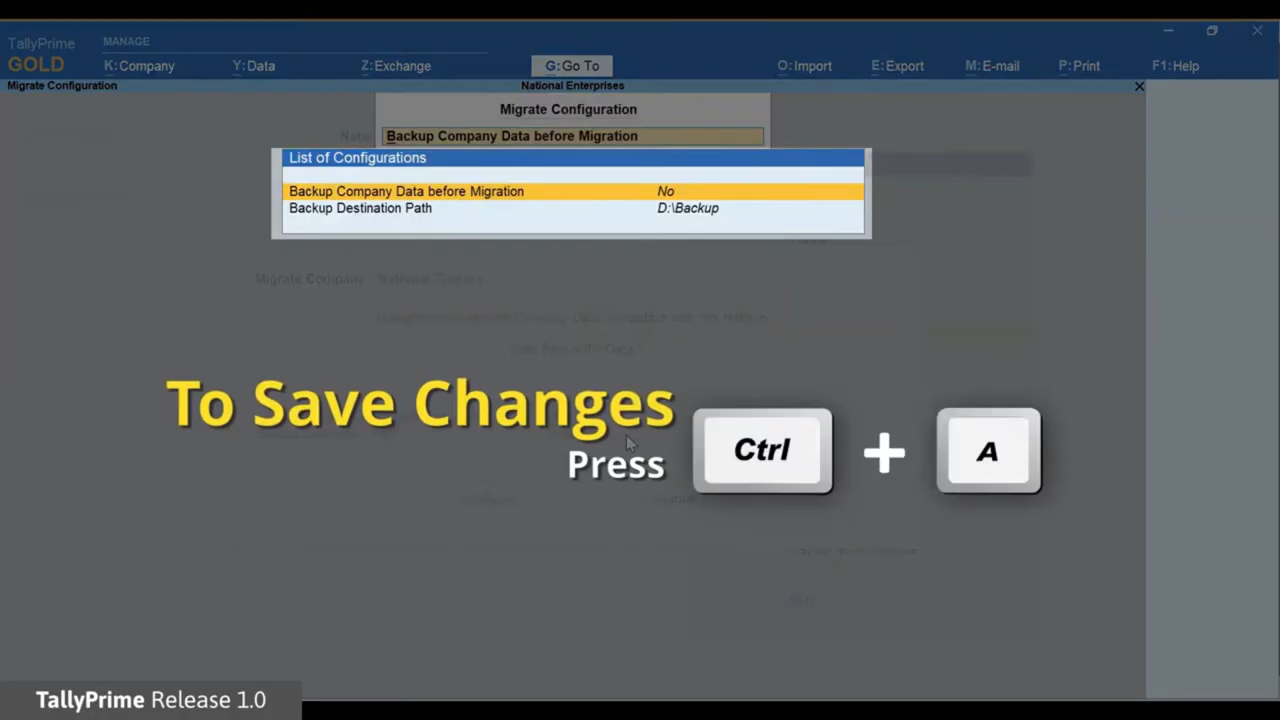 TallyPrime
GOLD
MANAGE
K:Company
Y:Data
Z:Exchange
G:Go To
O:Import
E:Export
M:E-mail
P:Print
F1:Help
Migrate Configuration
National Enterprises
Migrate Configuration
Backup Company Data before Migration
List of Configurations
Backup Company Data before Migration No
Backup Destination Path D:\Backup
Migrate Company
To Save Changes
Press Ctrl + A
TallyPrime Release 1.0